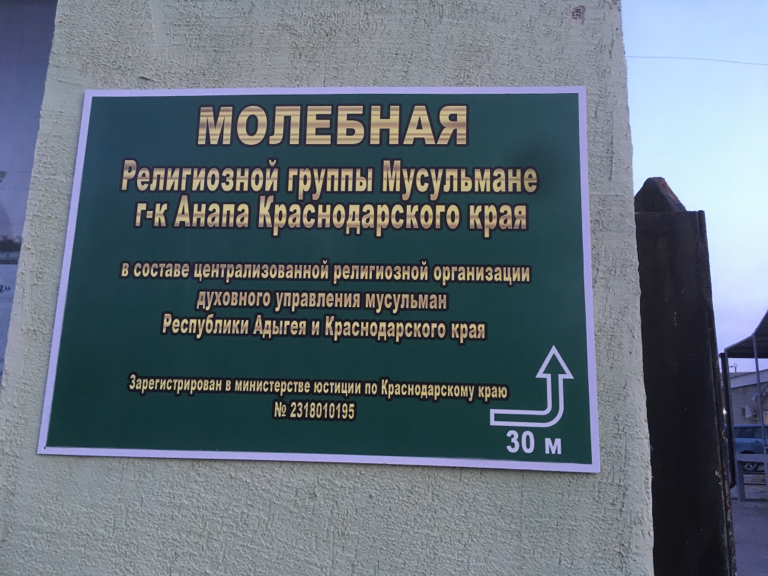 МОЛЕБНАЯ
Религиозной группы Мусульмане
г-к Анапа Краснодарского края
в составе централизованной религиозной организации
духовного управления мусульман
Республики Адыгея и Краснодарского края
Зарегистрирован в министерстве юстиции по Краснодарскому краю
№ 2318010195
30 м